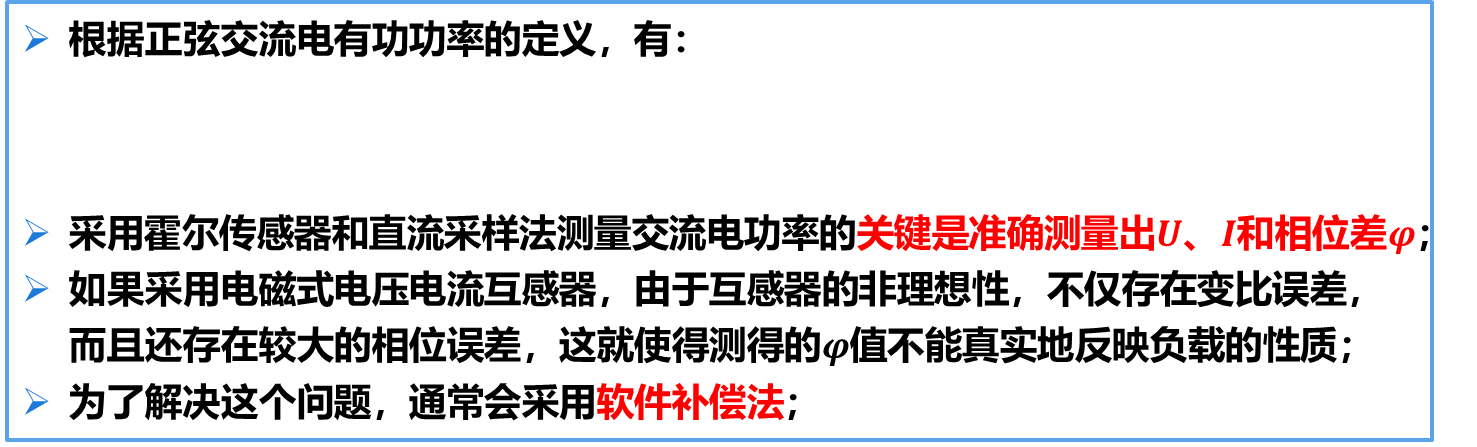 ➢ 根据正弦交流电有功功率的定义，有：
➢ 采用霍尔传感器和直流采样法测量交流电功率的关键是准确测量出U、I和相位差φ；
➢ 如果采用电磁式电压电流互感器，由于互感器的非理想性，不仅存在变比误差，
而且还存在较大的相位误差，这就使得测得的φ值不能真实地反映负载的性质；
➢ 为了解决这个问题，通常会采用软件补偿法；